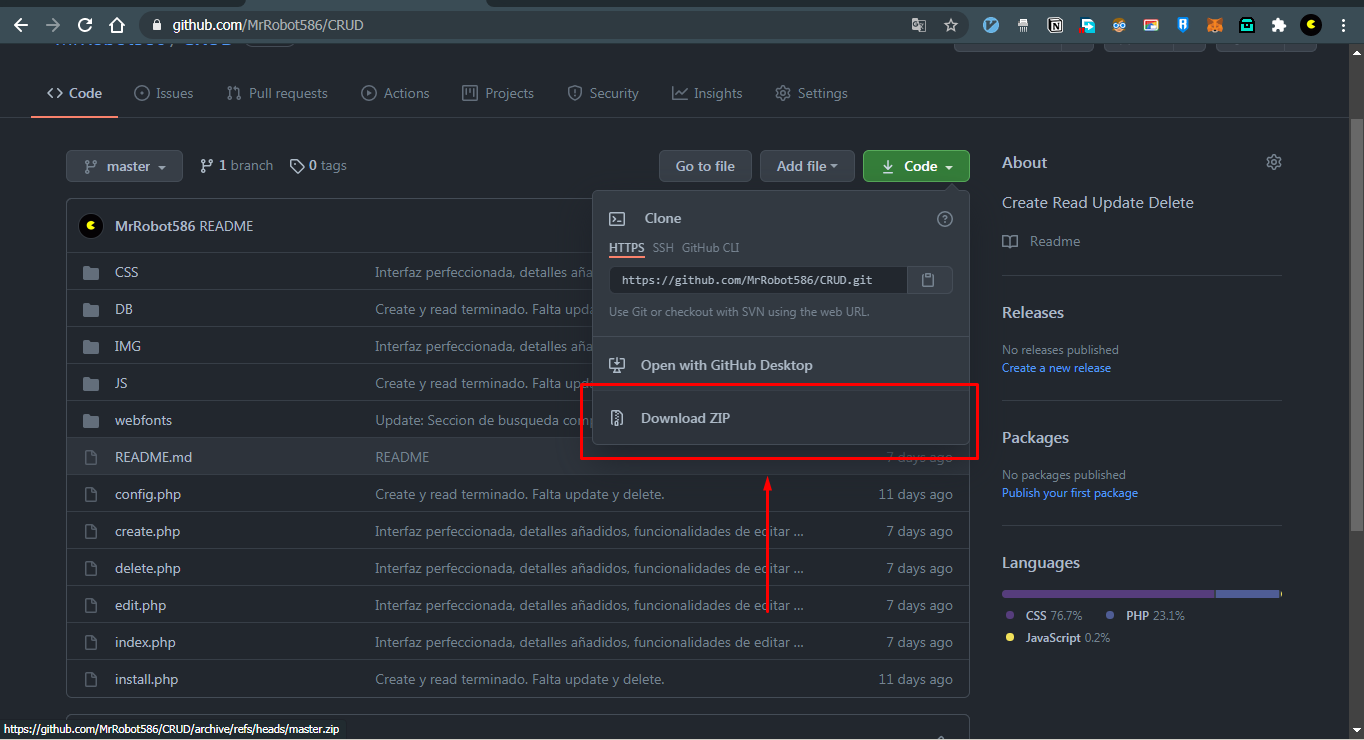 github.com/MrRobot586/CRUD
Code Issues Pull requests Actions Projects Security Insights Settings
master 1 branch 0 tags Go to file Add file Code
MrRobot586 README
CSS Interfaz perfeccionada, detalles
DB Create y read terminado. Falta
IMG Interfaz perfeccionada, detalles
JS Create y read terminado. Falta
webfonts Update: Seccion de busqueda
README.md README 7 days ago
config.php Create y read terminado. Falta update y delete. 11 days ago
create.php Interfaz perfeccionada, detalles añadidos, funcionalidades de editar ... 7 days ago
delete.php Interfaz perfeccionada, detalles añadidos, funcionalidades de editar ... 7 days ago
edit.php Interfaz perfeccionada, detalles añadidos, funcionalidades de editar ... 7 days ago
index.php Interfaz perfeccionada, detalles añadidos, funcionalidades de editar ... 7 days ago
install.php Create y read terminado. Falta update y delete. 11 days ago
Clone
HTTPS SSH GitHub CLI
https://github.com/MrRobot586/CRUD.git
Use Git or checkout with SVN using the web URL.
Open with GitHub Desktop
Download ZIP
About
Create Read Update Delete
Readme
Releases
No releases published
Create a new release
Packages
No packages published
Publish your first package
Languages
CSS 76.7% PHP 23.1%
JavaScript 0.2%
https://github.com/MrRobot586/CRUD/archive/refs/heads/master.zip